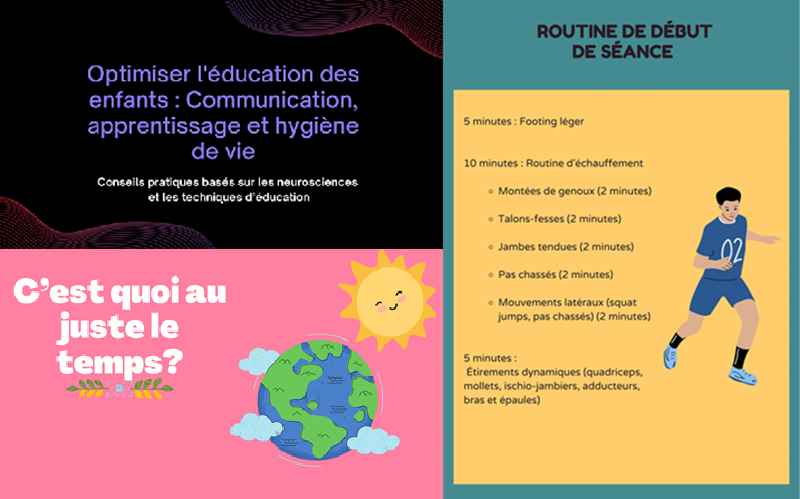 Optimiser l'éducation des
enfants : Communication,
apprentissage et hygiène
de vie
Conseils pratiques basés sur les neurosciences
et les techniques d'éducation
C'est quoi au
juste le
temps?
ROUTINE DE DÉBUT
DE SÉANCE
5 minutes : Footing léger
10 minutes : Routine d'échauffement
Montées de genoux (2 minutes)
Talons-fesses (2 minutes)
Jambes tendues (2 minutes)
Pas chassés (2 minutes)
Mouvements latéraux (squat
jumps, pas chassés) (2 minutes)
5 minutes :
Étirements dynamiques (quadriceps,
mollets, ischio-jambiers, adducteurs,
bras et épaules)
02